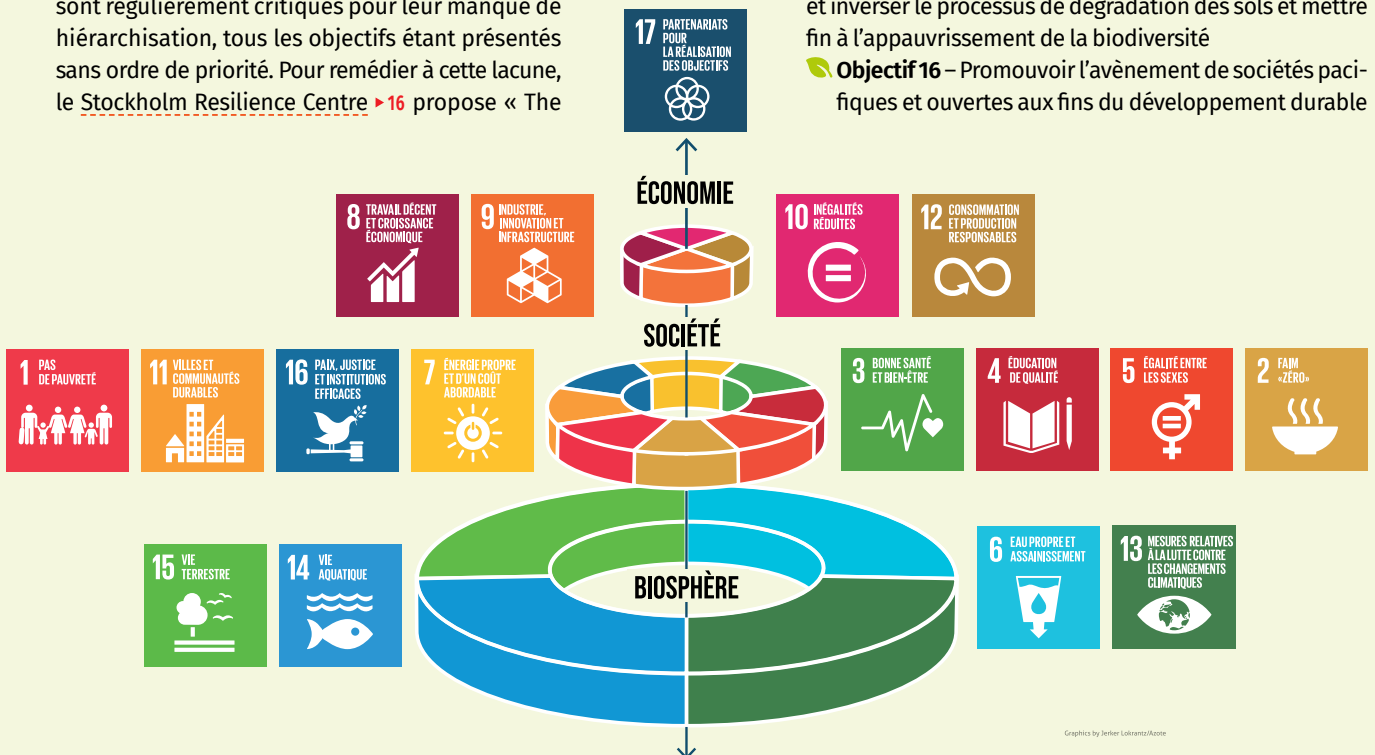 sont régulièrement critiqués pour leur manque de
hiérarchisation, tous les objectifs étant présentés
sans ordre de priorité. Pour remédier à cette lacune,
le Stockholm Resilience Centre ▸16 propose « The
et inverser le processus de dégradation des sols et mettre
fin à l'appauvrissement de la biodiversité
Objectif 16 – Promouvoir l'avènement de sociétés paci-
fiques et ouvertes aux fins du développement durable
17 PARTENARIATS
POUR
LA RÉALISATION
DES OBJECTIFS
ÉCONOMIE
8 TRAVAIL DÉCENT
ET CROISSANCE
ÉCONOMIQUE
9 INDUSTRIE,
INNOVATION ET
INFRASTRUCTURE
10 INÉGALITÉS
RÉDUITES
12 CONSOMMATION
ET PRODUCTION
RESPONSABLES
SOCIÉTÉ
1 PAS
DE PAUVRETÉ
11 VILLES ET
COMMUNAUTÉS
DURABLES
16 PAIX, JUSTICE
ET INSTITUTIONS
EFFICACES
7 ÉNERGIE PROPRE
ET D'UN COÛT
ABORDABLE
3 BONNE SANTÉ
ET BIEN-ÊTRE
4 ÉDUCATION
DE QUALITÉ
5 ÉGALITÉ ENTRE
LES SEXES
2 FAIM
«ZÉRO»
BIOSPHÈRE
15 VIE
TERRESTRE
14 VIE
AQUATIQUE
6 EAU PROPRE ET
ASSAINISSEMENT
13 MESURES RELATIVES
À LA LUTTE CONTRE
LES CHANGEMENTS
CLIMATIQUES
Graphics by Jerker Lokrantz/Azote